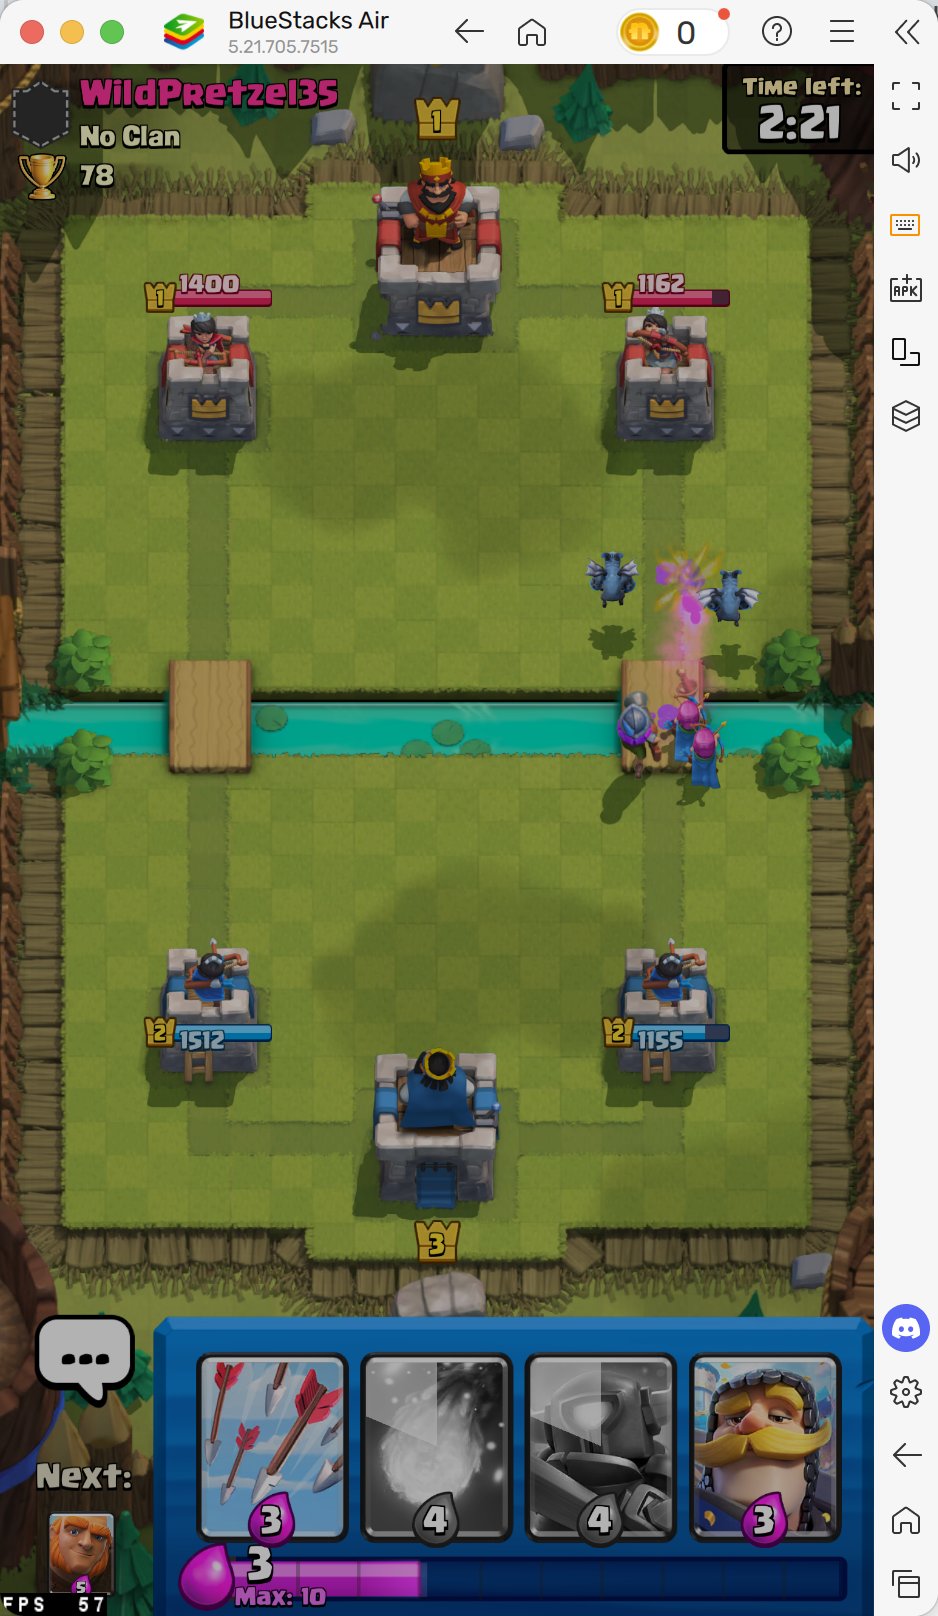 BlueStacks Air
5.21.705.7515
0
WildPretzel35
No Clan
78
1
Time left:
2:21
1
1400
1
1162
APK
2
1512
2
1155
3
...
Next:
5
3
4
4
3
3
Max: 10
FPS 57